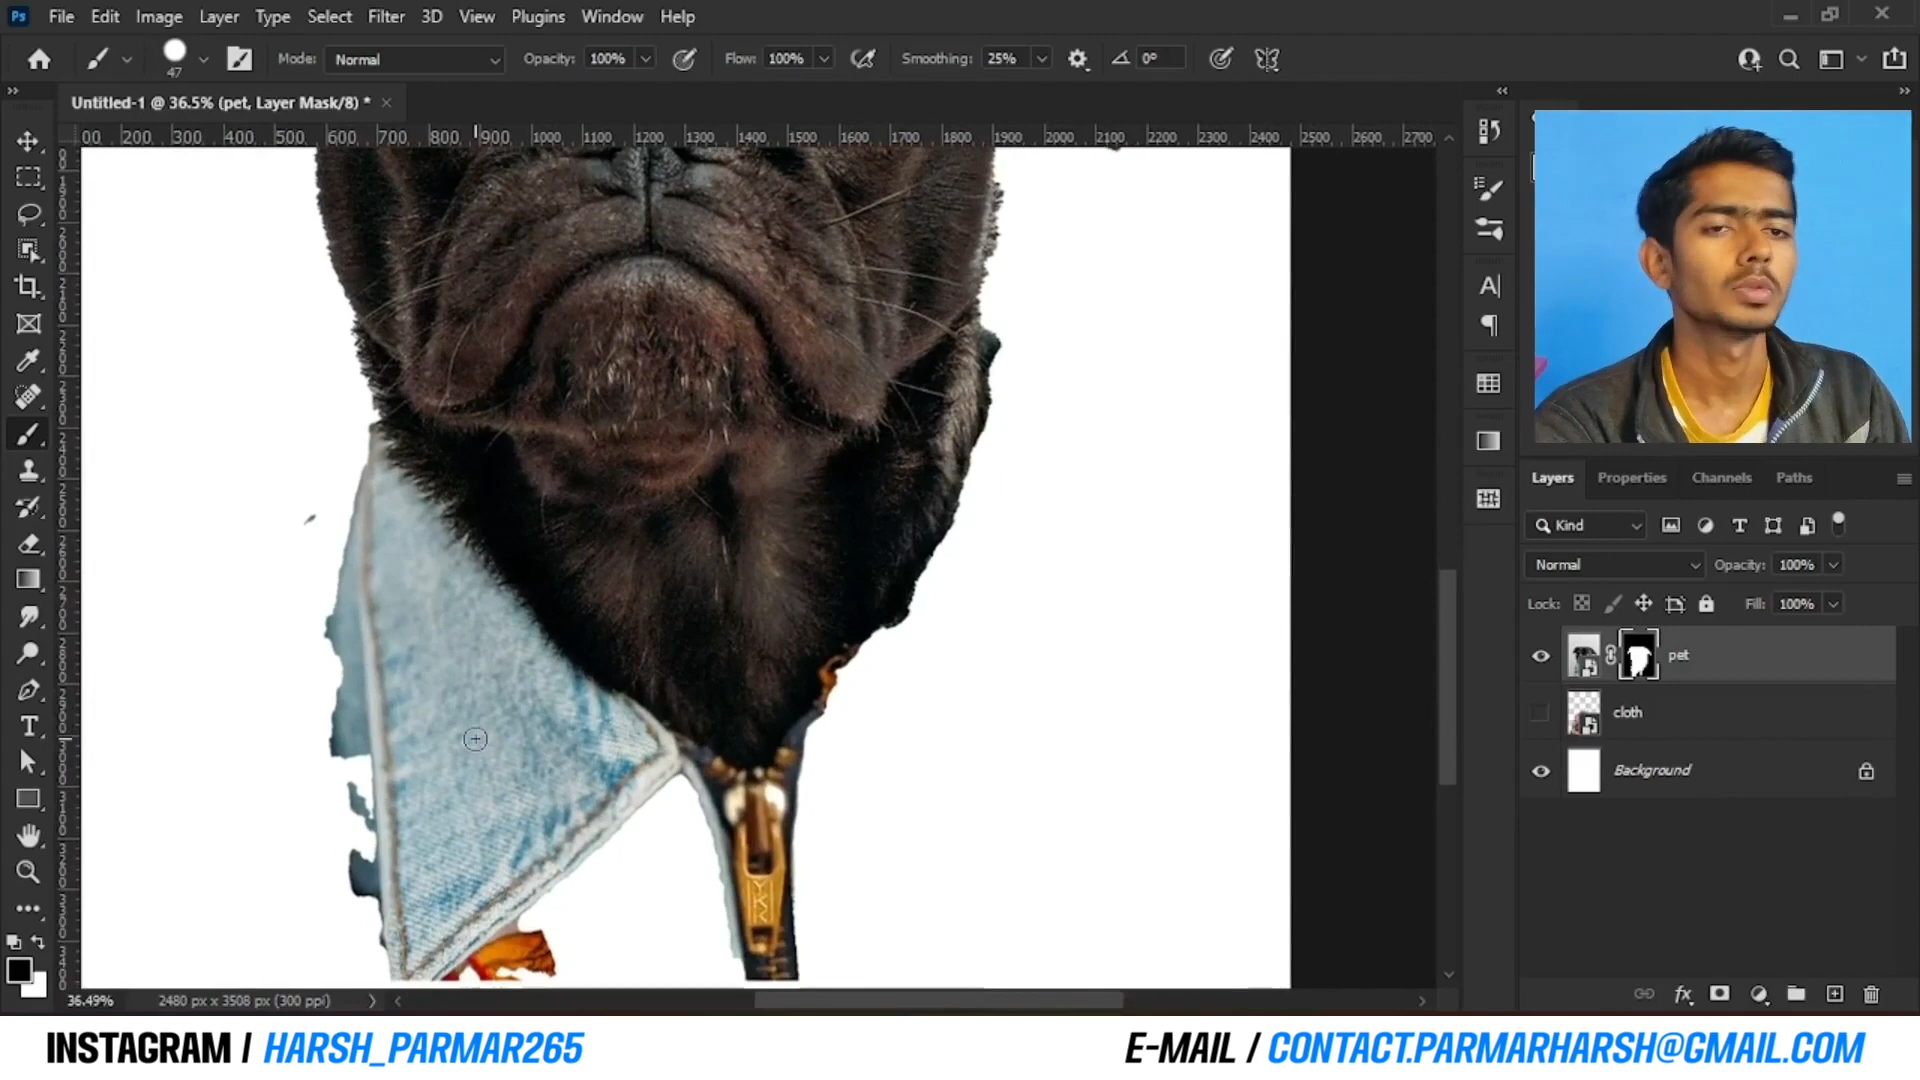 Ps File Edit Image Layer Type Select Filter 3D View Plugins Window Help
47 Mode: Normal Opacity: 100% Flow: 100% Smoothing: 25% 0°
Untitled-1 @ 36.5% (pet, Layer Mask/8) *
00 200 300 400 500 600 700 800 900 1000 1100 1200 1300 1400 1500 1600 1700 1800 1900 2000 2100 2200 2300 2400 2500 2600 2700
Layers Properties Channels Paths
Kind
Normal Opacity: 100%
Lock: Fill: 100%
pet
cloth
Background
36.49% 2480 px x 3508 px (300 ppi)
INSTAGRAM / HARSH_PARMAR265
E-MAIL / CONTACT.PARMARHARSH@GMAIL.COM